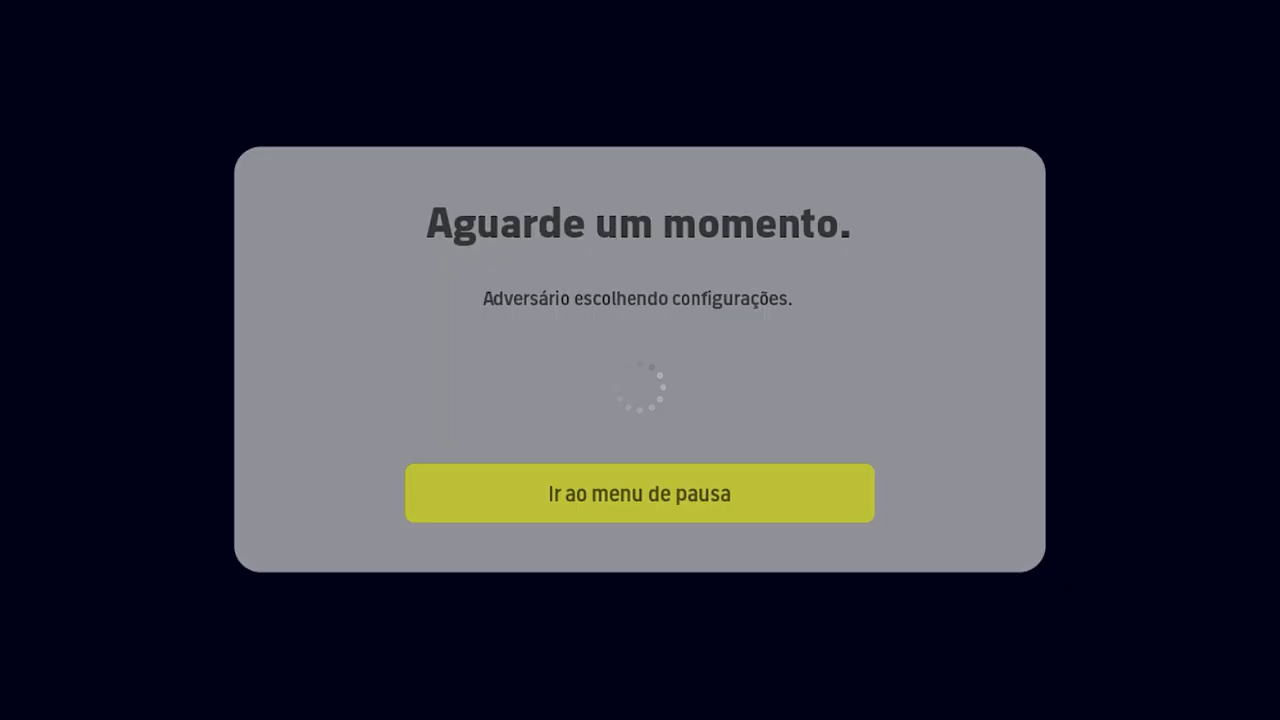 Aguarde um momento.
Adversário escolhendo configurações.
Ir ao menu de pausa